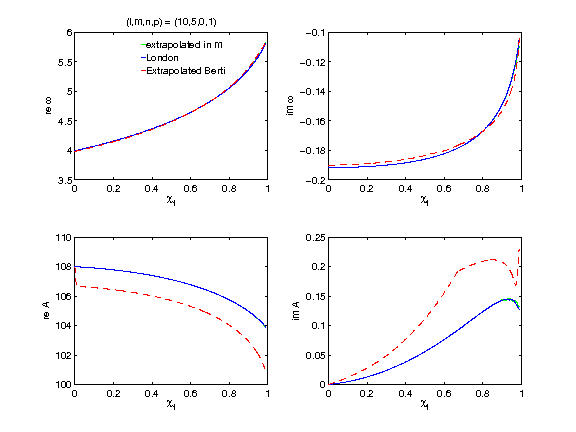 (l,m,n,p) = (10,5,0,1)
re ω
6
5.5
5
4.5
4
3.5
extrapolated in m
London
Extrapolated Berti
0 0.2 0.4 0.6 0.8 1
χf
im ω
−0.1
−0.12
−0.14
−0.16
−0.18
−0.2
0 0.2 0.4 0.6 0.8 1
χf
re A
110
108
106
104
102
100
0 0.2 0.4 0.6 0.8 1
χf
im A
0.25
0.2
0.15
0.1
0.05
0
0 0.2 0.4 0.6 0.8 1
χf